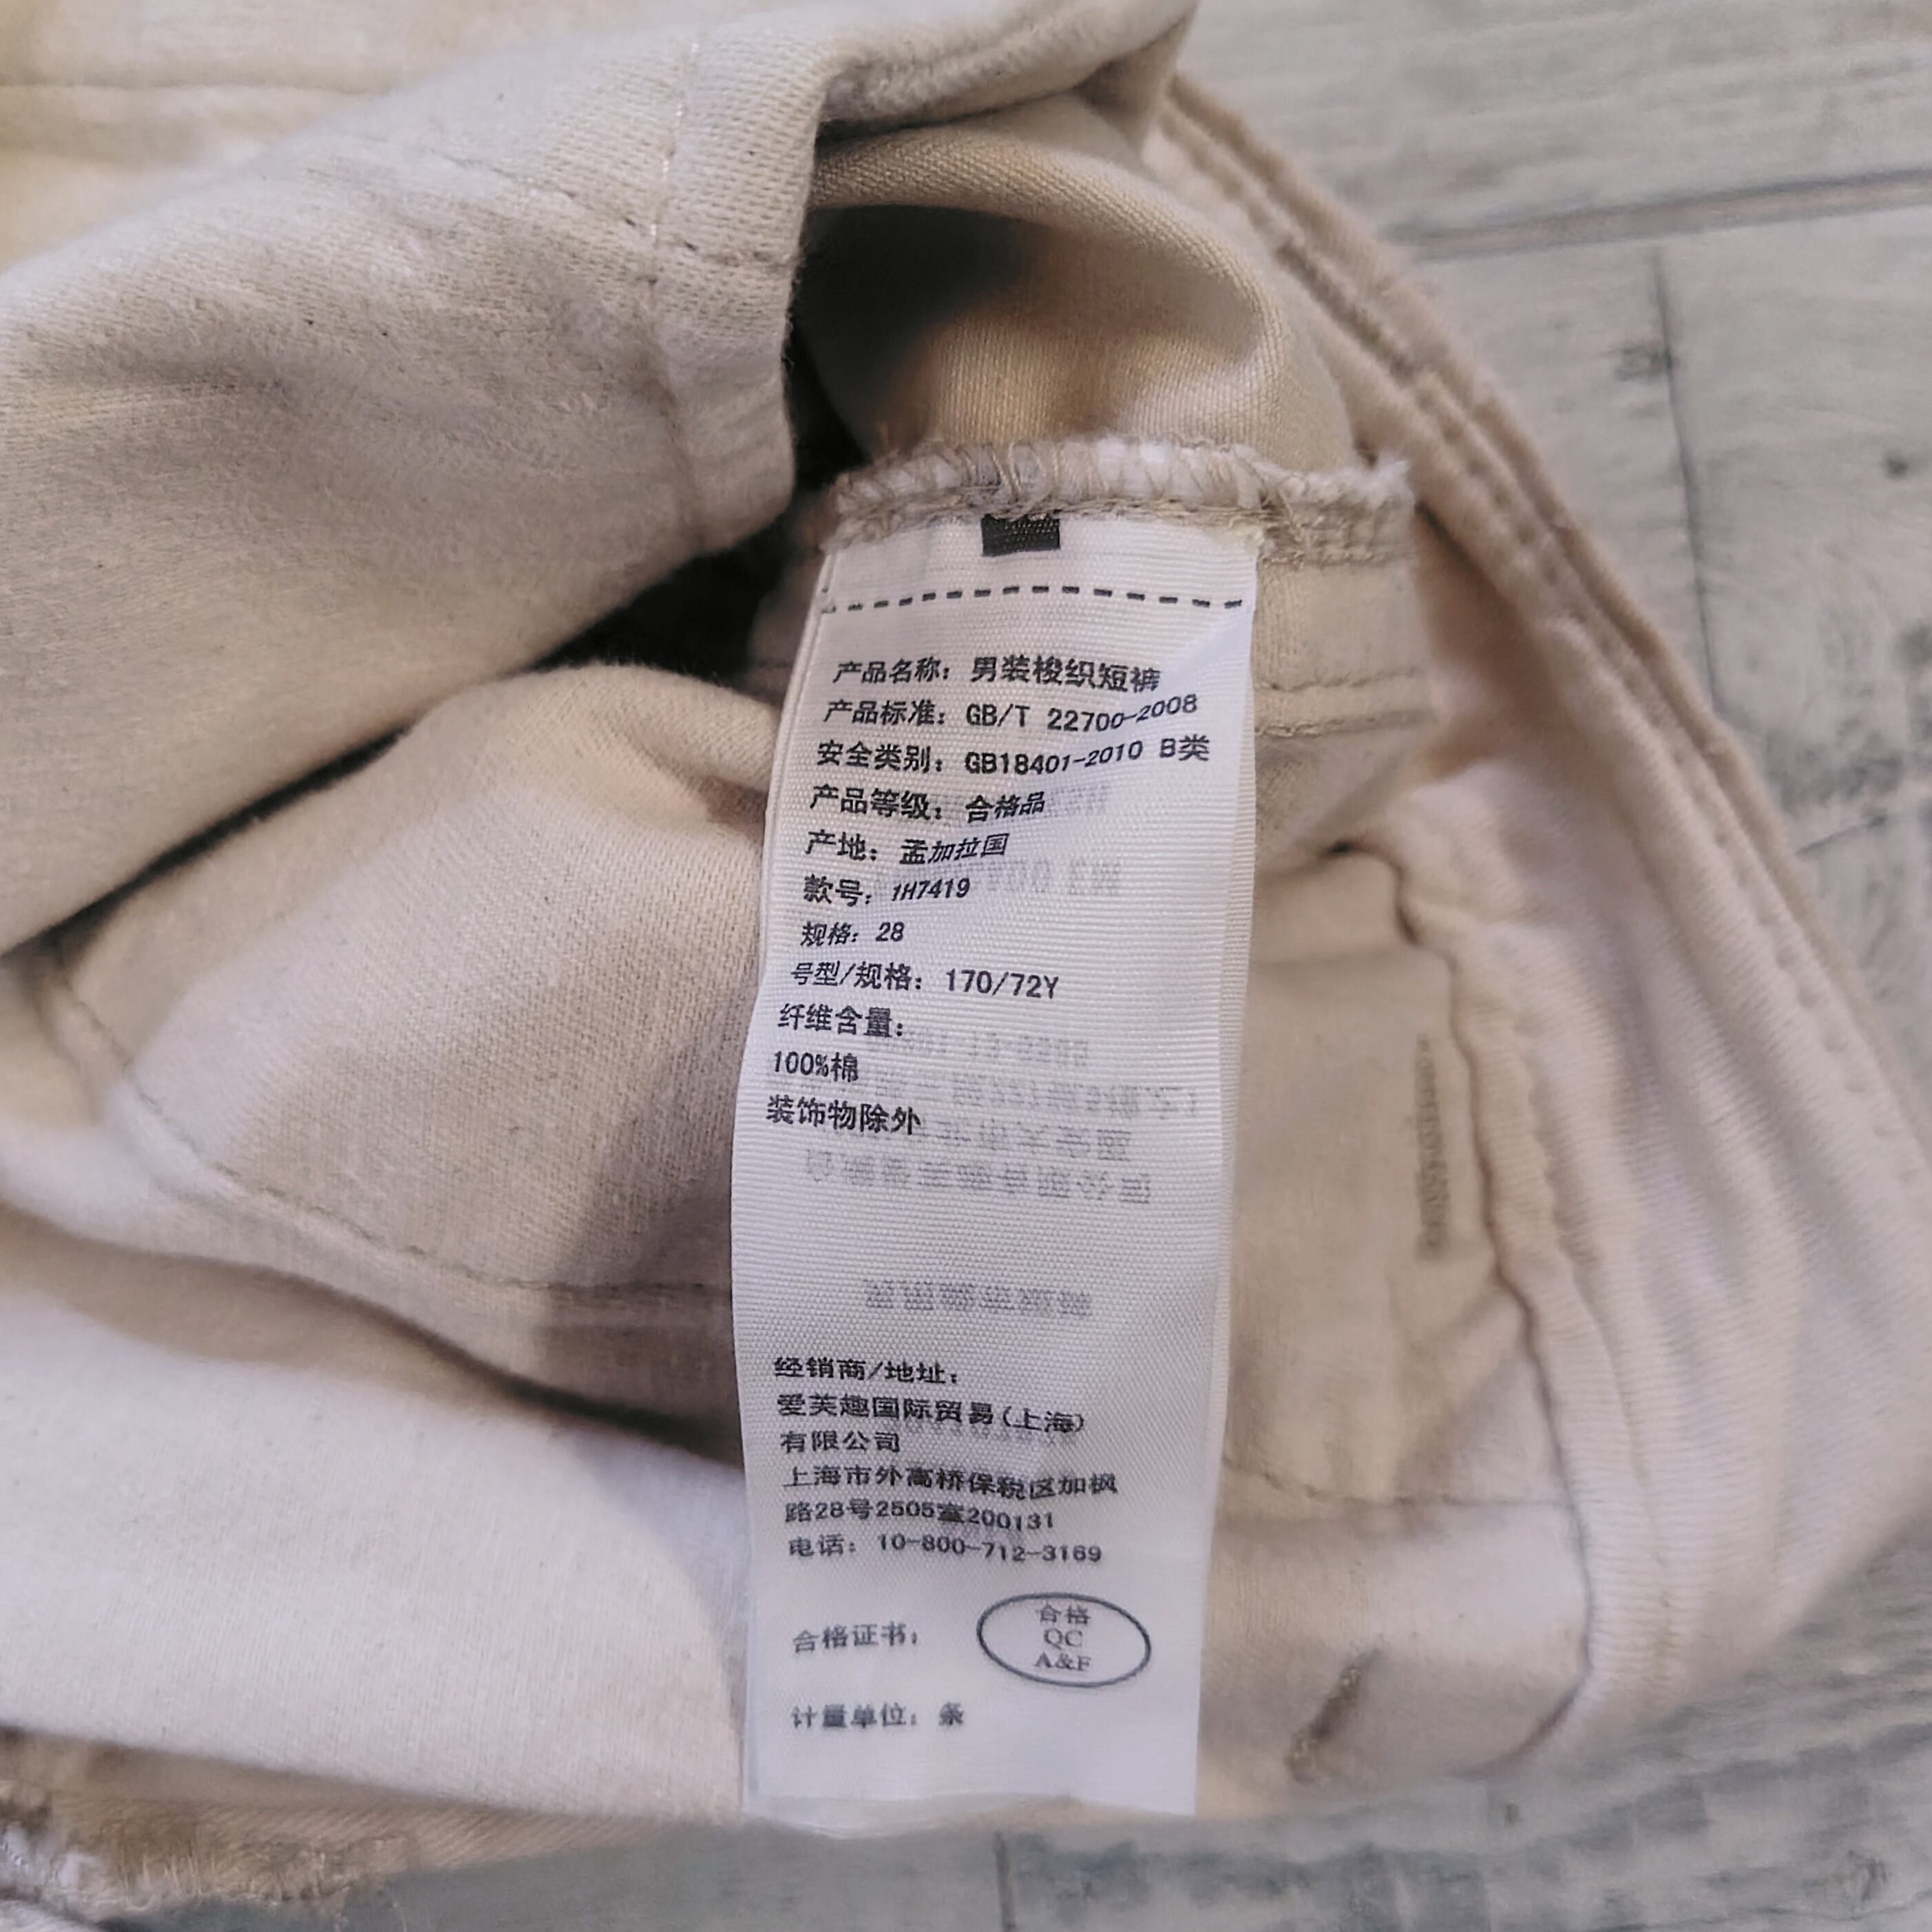 产品名称：男装梭织短裤
产品标准：GB/T 22700-2008
安全类别：GB18401-2010 B类
产品等级：合格品
产地：孟加拉国
款号：1H7419
规格：28
号型/规格：170/72Y
纤维含量：
100%棉
装饰物除外
经销商/地址：
爱芙趣国际贸易(上海)
有限公司
上海市外高桥保税区加枫
路28号2505室200131
电话：10-800-712-3169
合格证书：
合格
QC
A&F
计量单位：条